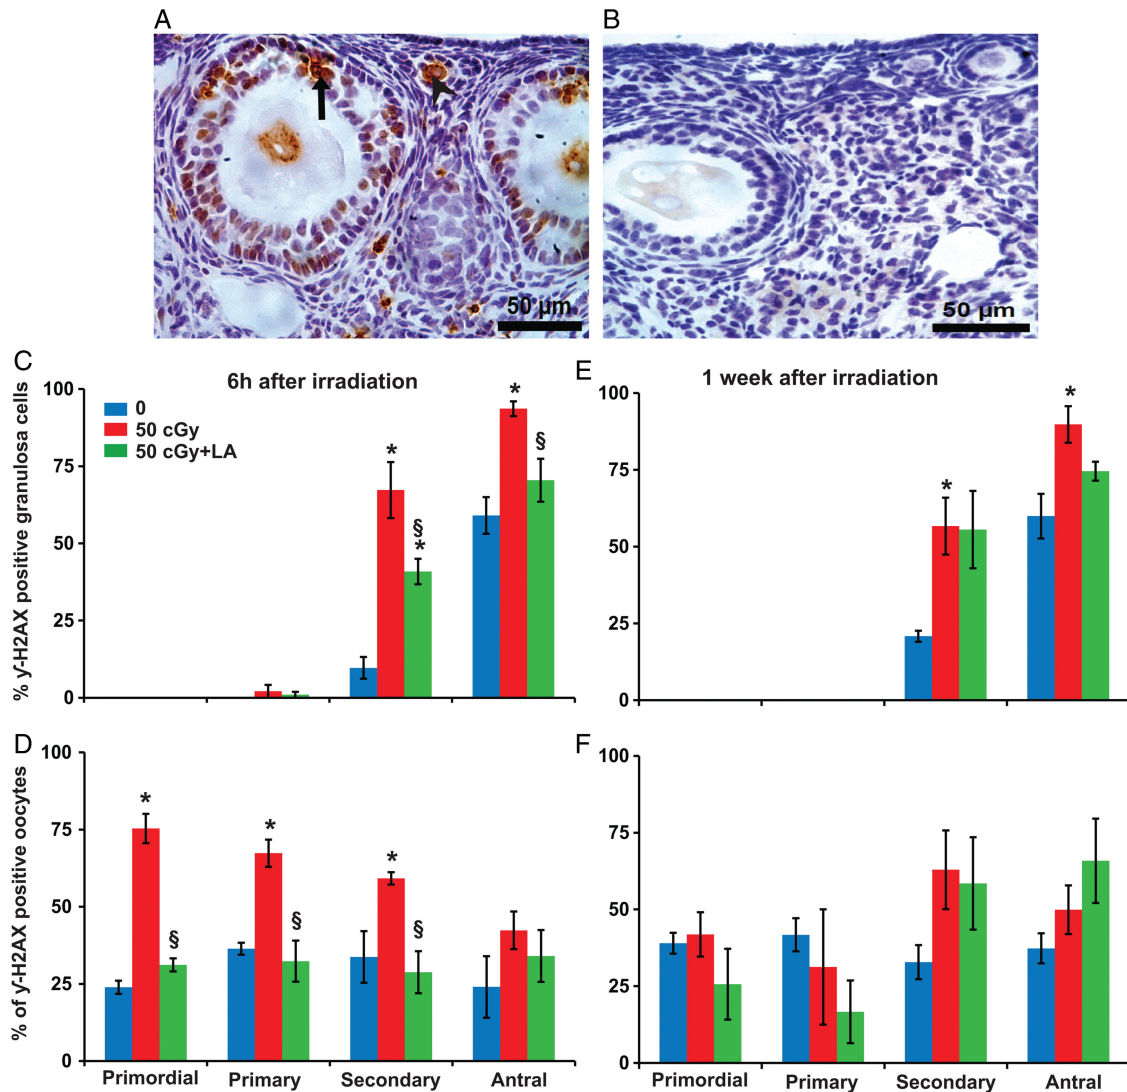 A
B
50 µm
50 µm
C
6h after irradiation
E
1 week after irradiation
0
50 cGy
50 cGy+LA
% ƴ-H2AX positive granulosa cells
100
75
50
25
0
*
§
*
*
§
100
75
50
25
0
*
*
D
% of ƴ-H2AX positive oocytes
100
75
50
25
0
*
§
*
§
*
§
Primordial
Primary
Secondary
Antral
F
100
75
50
25
0
Primordial
Primary
Secondary
Antral